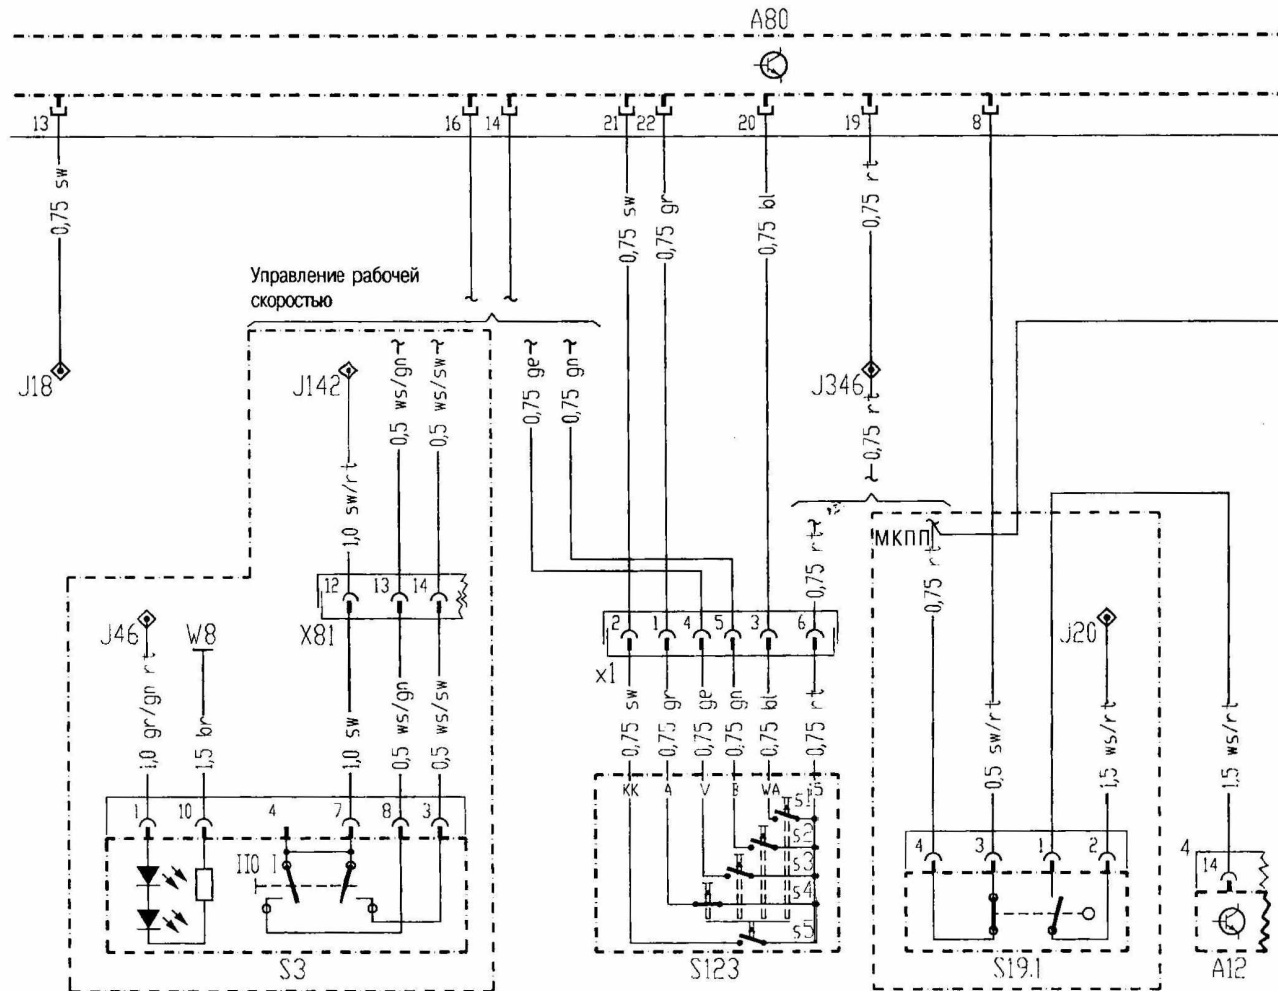 A80
13
16
14
21
22
20
19
8
0,75 sw
0,75 sw
0,75 gr
0,75 bl
0,75 rt
Управление рабочей
скоростью
J18
J142
0,5 ws/gn
0,5 ws/sw
0,75 ge
0,75 gn
J346
0,75 rt
1,0 sw/rt
МКПП
0,75 rt
0,75 rt
12
13
14
X81
J46
W8
2
1
4
5
3
6
x1
J20
1,0 gr/gn rt
1,5 br
1,0 sw
0,5 ws/gn
0,5 ws/sw
0,75 sw
0,75 gr
0,75 ge
0,75 gn
0,75 bl
0,75 rt
0,5 sw/rt
1,5 ws/rt
1,5 ws/rt
1
10
4
7
8
3
KK
A
V
B
WA
15
s1
s2
s3
s4
s5
4
3
1
2
4
14
II0 I
S3
S123
S19.1
A12